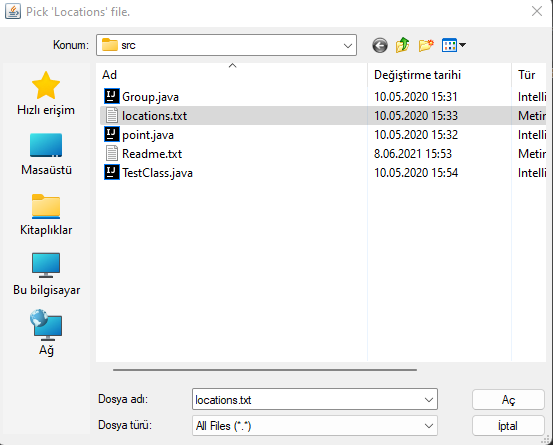 Pick 'Locations' file.
Konum: src
Ad Değiştirme tarihi Tür
Group.java 10.05.2020 15:31 Intelli
locations.txt 10.05.2020 15:33 Metin
point.java 10.05.2020 15:32 Intelli
Readme.txt 8.06.2021 15:53 Metin
TestClass.java 10.05.2020 15:54 Intelli
Hızlı erişim
Masaüstü
Kitaplıklar
Bu bilgisayar
Ağ
Dosya adı: locations.txt Aç
Dosya türü: All Files (*.*) İptal